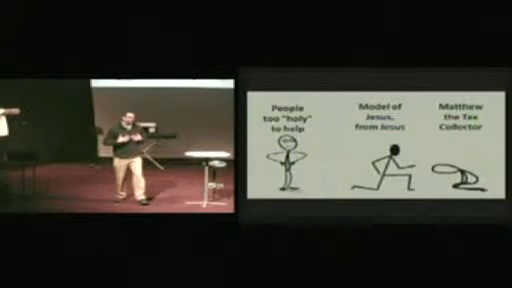 People
too "holy"
to help
Model of
Jesus,
from Jesus
Matthew
the Tax
Collector